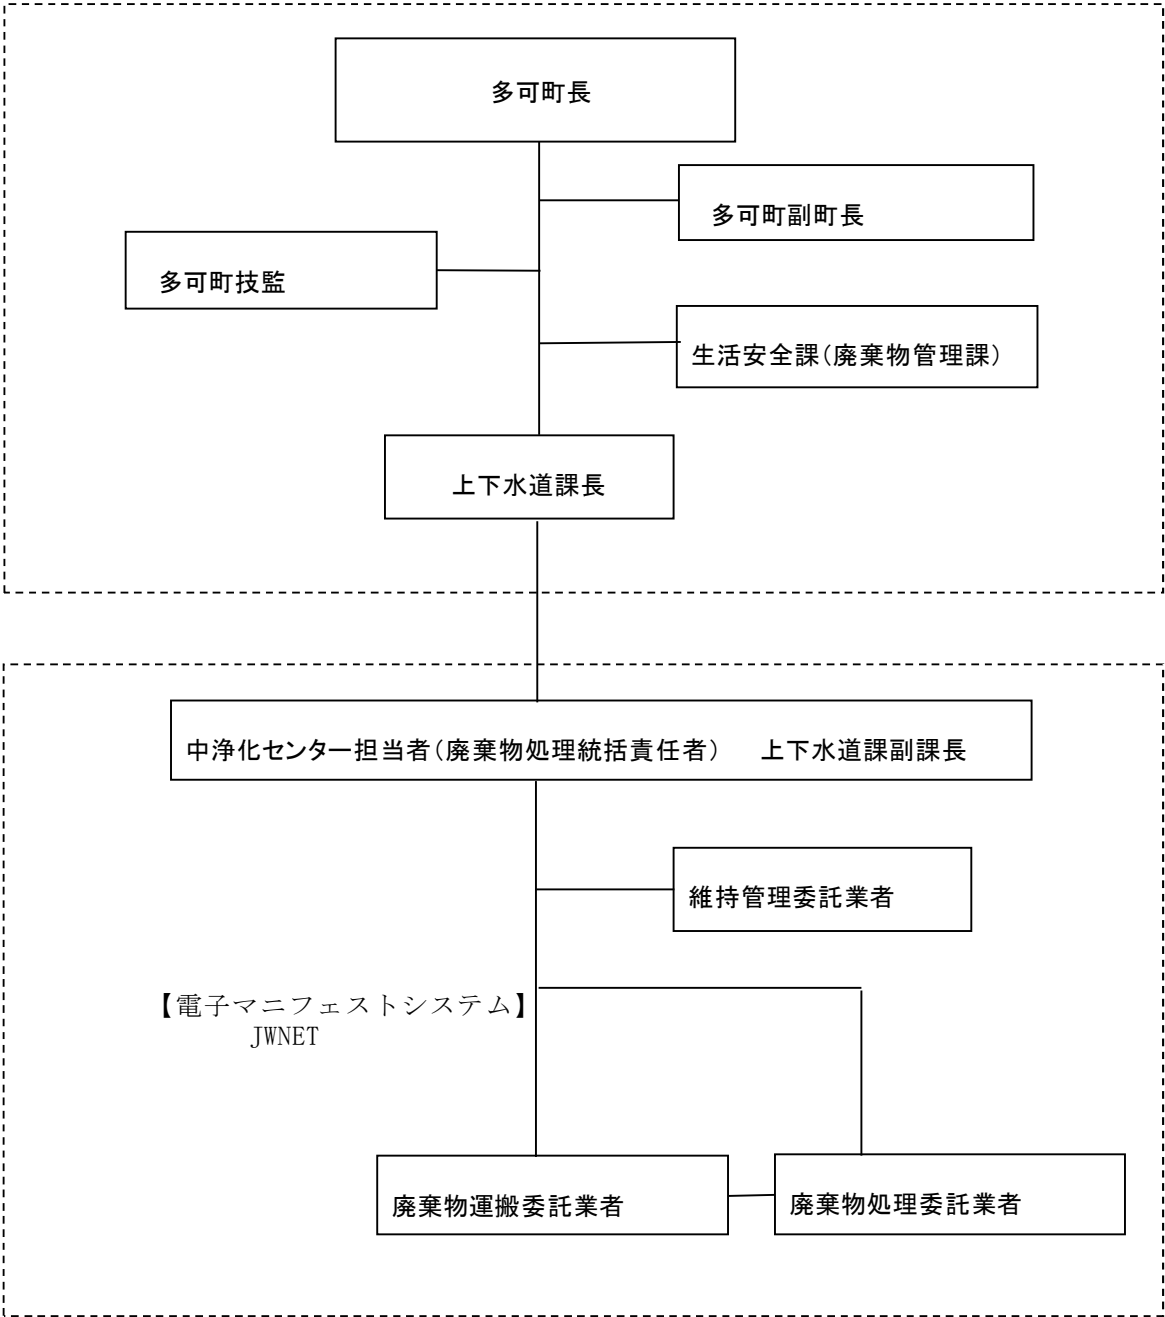 多可町長
多可町副町長
多可町技監
生活安全課（廃棄物管理課）
上下水道課長
中浄化センター担当者（廃棄物処理統括責任者）　上下水道課副課長
維持管理委託業者
【電子マニフェストシステム】
JWNET
廃棄物運搬委託業者
廃棄物処理委託業者